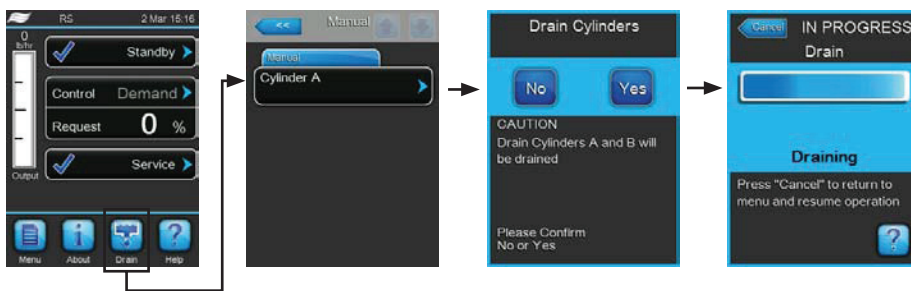 RS 2 Mar 15:16
0
lb/hr
Standby
Control Demand
Request 0 %
Service
Output
Menu About Drain Help
<< Manual
Manual
Cylinder A
Drain Cylinders
No Yes
CAUTION
Drain Cylinders A and B will
be drained
Please Confirm
No or Yes
Cancel IN PROGRESS
Drain
Draining
Press "Cancel" to return to
menu and resume operation
?